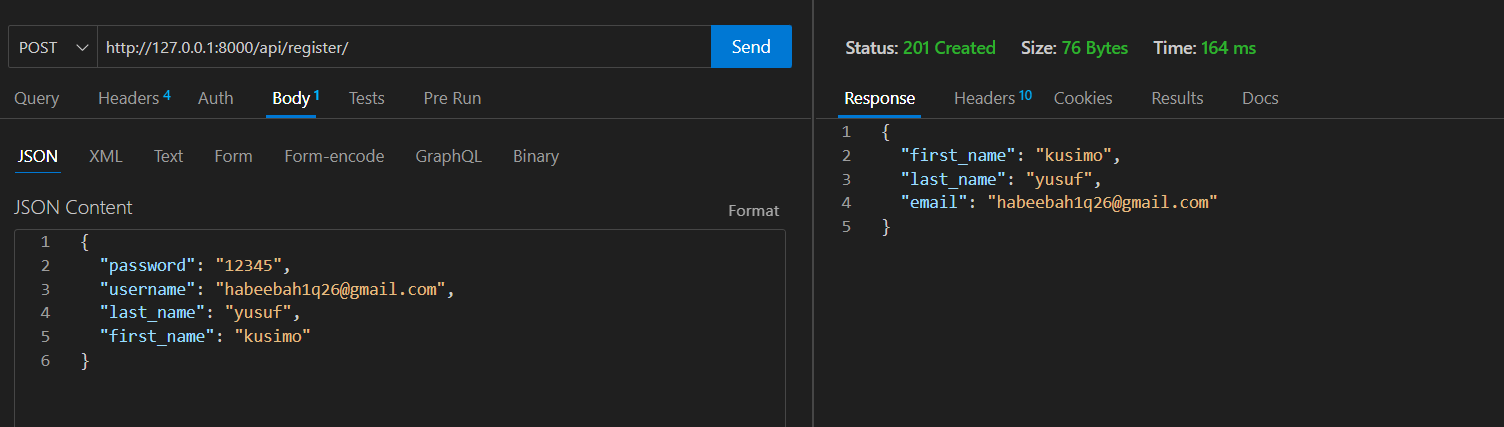 POST http://127.0.0.1:8000/api/register/ Send
Query Headers 4 Auth Body 1 Tests Pre Run
JSON XML Text Form Form-encode GraphQL Binary
JSON Content
Format
1 {
2 "password": "12345",
3 "username": "habeebah1q26@gmail.com",
4 "last_name": "yusuf",
5 "first_name": "kusimo"
6 }
Status: 201 Created Size: 76 Bytes Time: 164 ms
Response Headers 10 Cookies Results Docs
1 {
2 "first_name": "kusimo",
3 "last_name": "yusuf",
4 "email": "habeebah1q26@gmail.com"
5 }